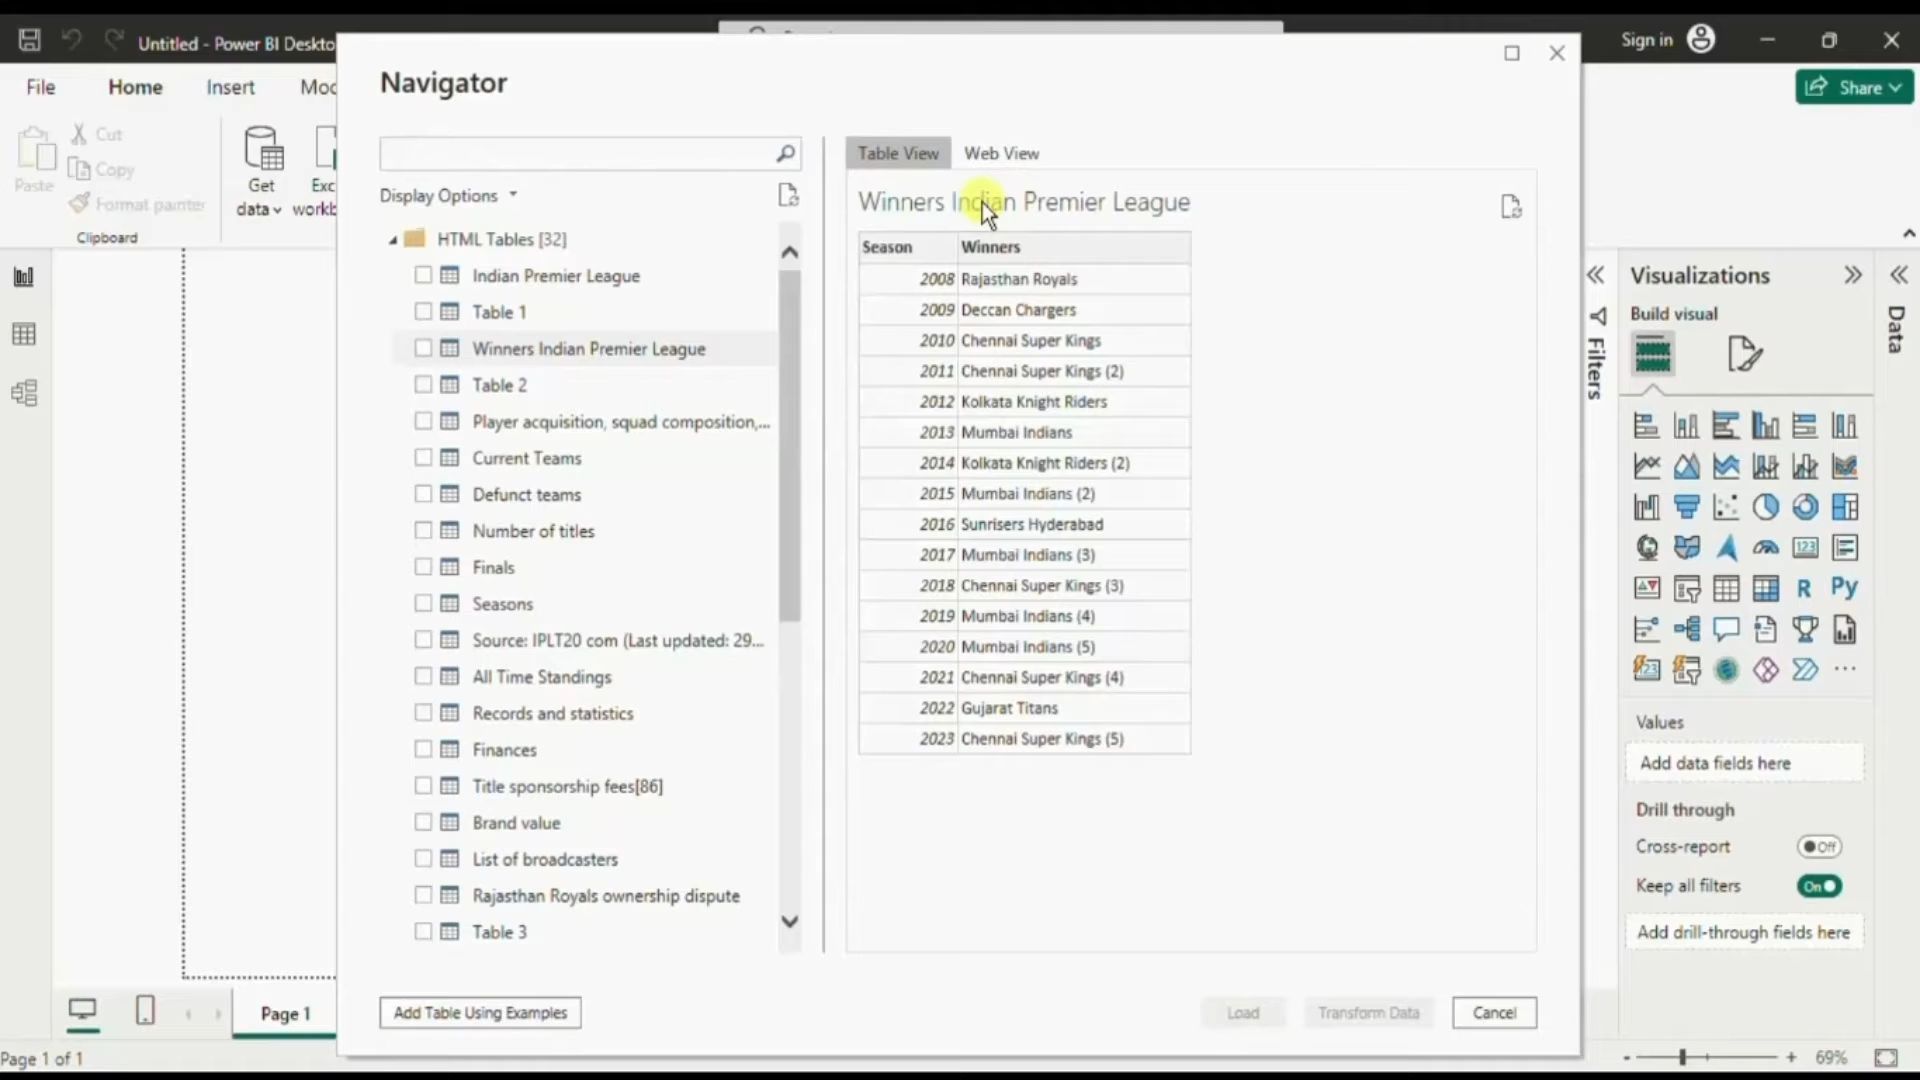 Untitled - Power BI Deskto
Sign in
File
Home
Insert
Mod
Share
Paste
Cut
Copy
Format painter
Clipboard
Get
data
Exc
workb
Navigator
Display Options
HTML Tables [32]
Indian Premier League
Table 1
Winners Indian Premier League
Table 2
Player acquisition, squad composition,...
Current Teams
Defunct teams
Number of titles
Finals
Seasons
Source: IPLT20 com (Last updated: 29...
All Time Standings
Records and statistics
Finances
Title sponsorship fees[86]
Brand value
List of broadcasters
Rajasthan Royals ownership dispute
Table 3
Table View
Web View
Winners Indian Premier League
Season Winners
2008 Rajasthan Royals
2009 Deccan Chargers
2010 Chennai Super Kings
2011 Chennai Super Kings (2)
2012 Kolkata Knight Riders
2013 Mumbai Indians
2014 Kolkata Knight Riders (2)
2015 Mumbai Indians (2)
2016 Sunrisers Hyderabad
2017 Mumbai Indians (3)
2018 Chennai Super Kings (3)
2019 Mumbai Indians (4)
2020 Mumbai Indians (5)
2021 Chennai Super Kings (4)
2022 Gujarat Titans
2023 Chennai Super Kings (5)
Add Table Using Examples
Load
Transform Data
Cancel
Filters
Visualizations
Build visual
123
R
Py
123
Values
Add data fields here
Drill through
Cross-report
Off
Keep all filters
On
Add drill-through fields here
Data
Page 1
Page 1 of 1
- + 69%